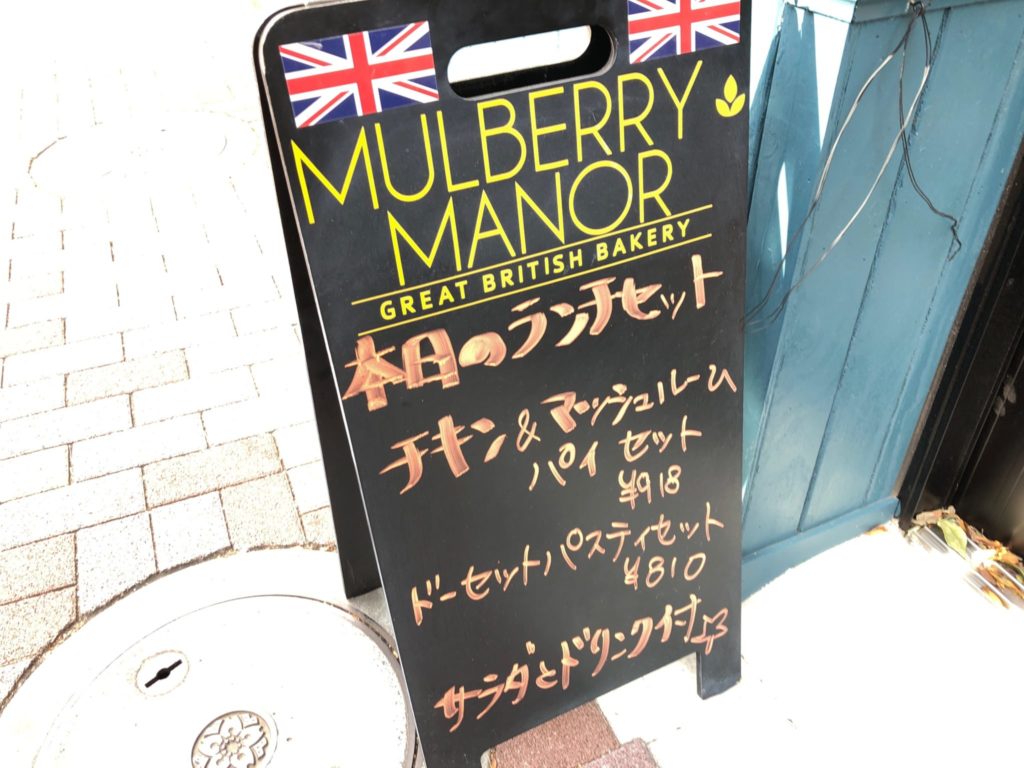 MULBERRY
MANOR
GREAT BRITISH BAKERY
本日のランチセット
チキン&マッシュルーム
パイセット
¥918
ドーセットパスティセット
¥810
サラダとドリンク付☆